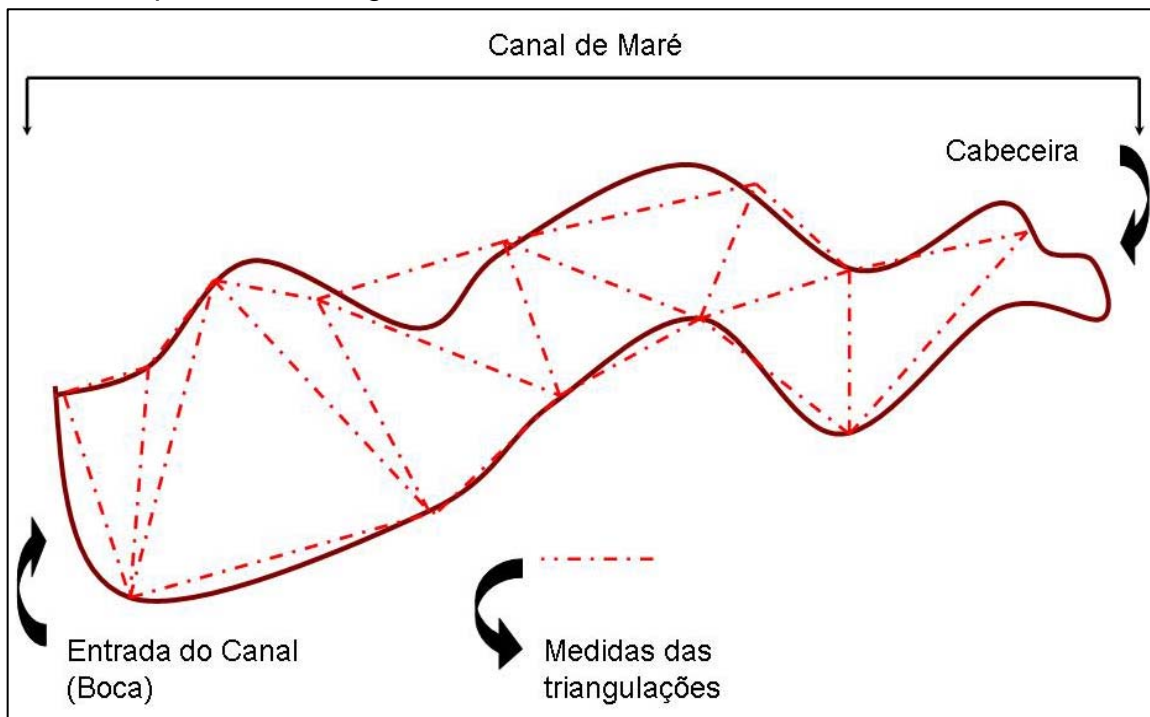 Canal de Maré
Cabeceira
Entrada do Canal
(Boca)
Medidas das
triangulações